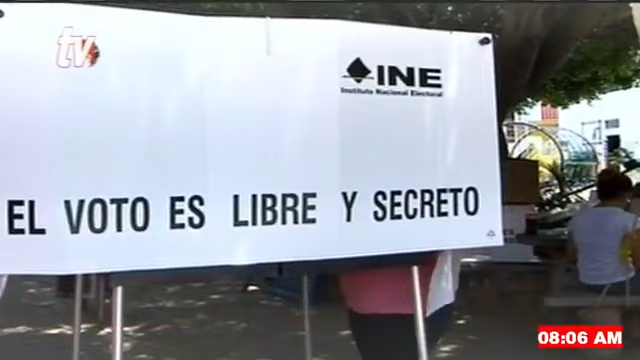 tv
INE
Instituto Nacional Electoral
EL VOTO ES LIBRE Y SECRETO
08:06 AM